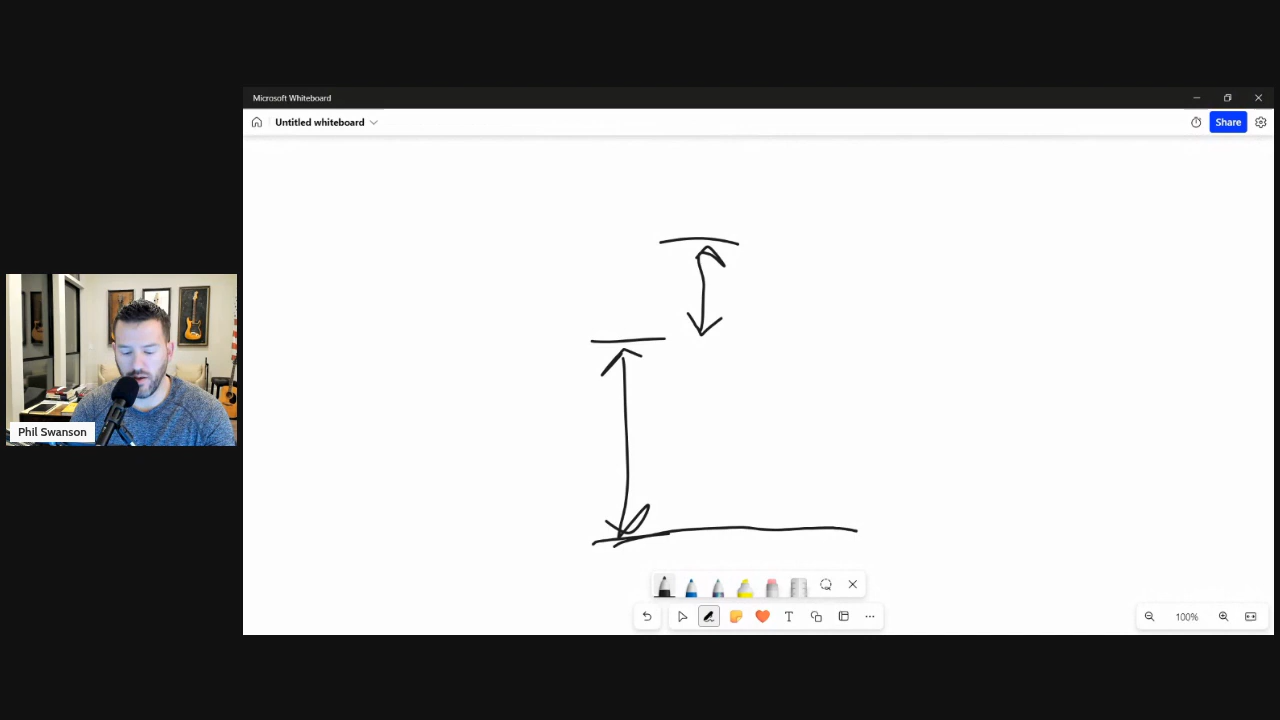 Microsoft Whiteboard
Untitled whiteboard
Share
Phil Swanson
T
100%